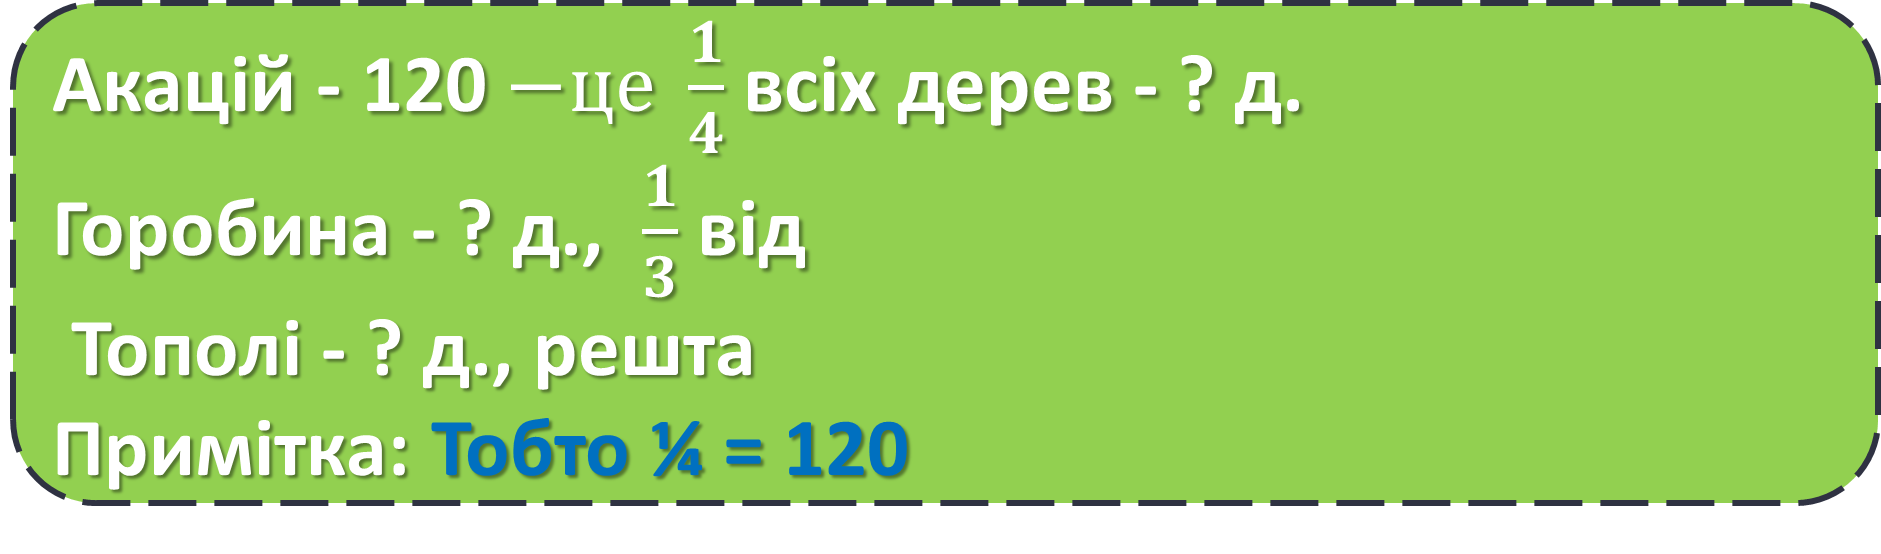 Акацій - 120 −це 1/4 всіх дерев - ? д.
Горобина - ? д., 1/3 від
Тополі - ? д., решта
Примітка: Тобто ¼ = 120